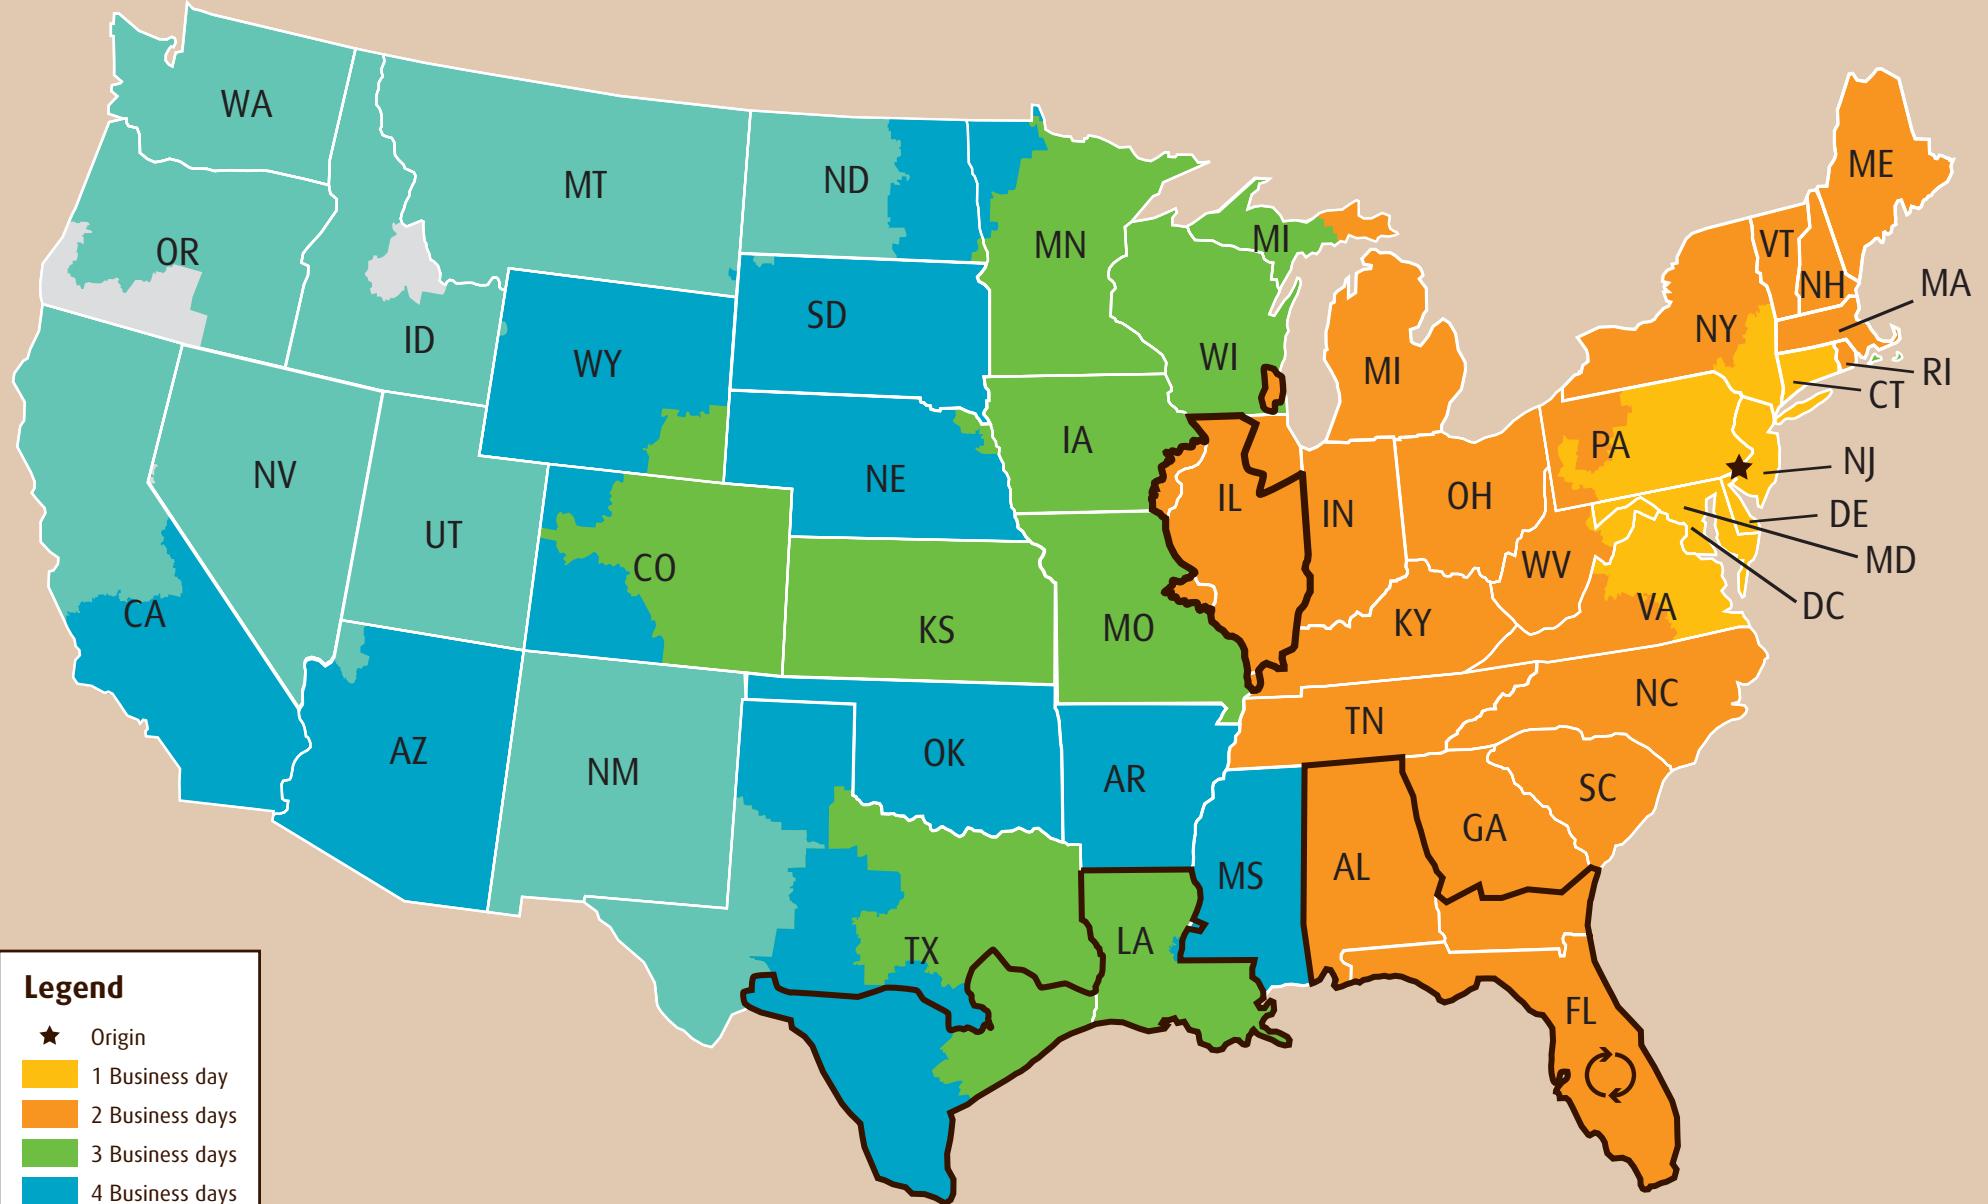 WA
MT
ND
OR
ID
MN
MI
ME
VT
NH
MA
NY
SD
WY
WI
MI
RI
CT
IA
PA
NJ
NV
NE
IL
IN
OH
DE
UT
CO
WV
MD
CA
KS
MO
KY
VA
DC
NC
TN
AZ
NM
OK
AR
SC
GA
MS
AL
TX
LA
FL
Legend
Origin
1 Business day
2 Business days
3 Business days
4 Business days